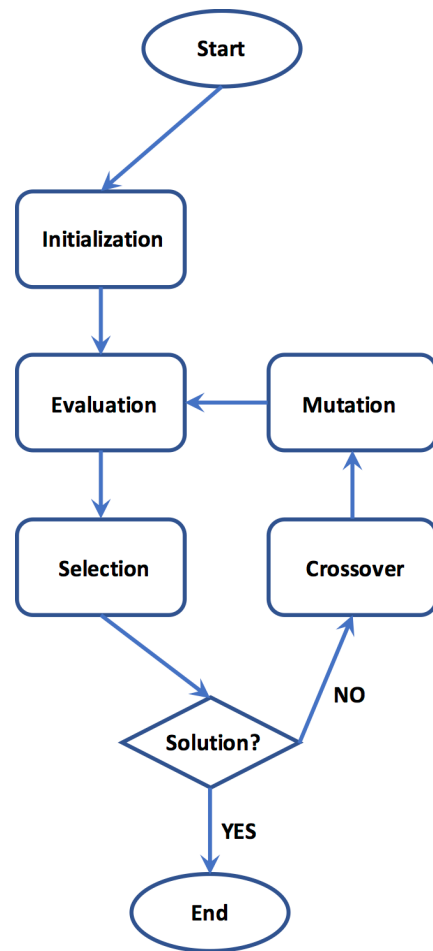 Start
Initialization
Evaluation
Mutation
Selection
Crossover
NO
Solution?
YES
End